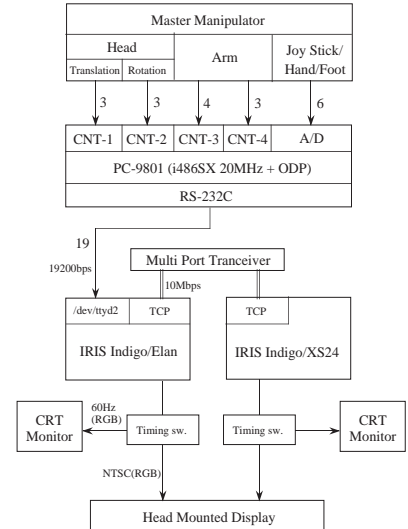 Master Manipulator
Head
Arm
Joy Stick/
Hand/Foot
Translation
Rotation
3
3
4
3
6
CNT-1
CNT-2
CNT-3
CNT-4
A/D
PC-9801 (i486SX 20MHz + ODP)
RS-232C
19
19200bps
Multi Port Tranceiver
10Mbps
/dev/ttyd2
TCP
TCP
IRIS Indigo/Elan
IRIS Indigo/XS24
60Hz
(RGB)
CRT
Monitor
Timing sw.
Timing sw.
CRT
Monitor
NTSC(RGB)
Head Mounted Display